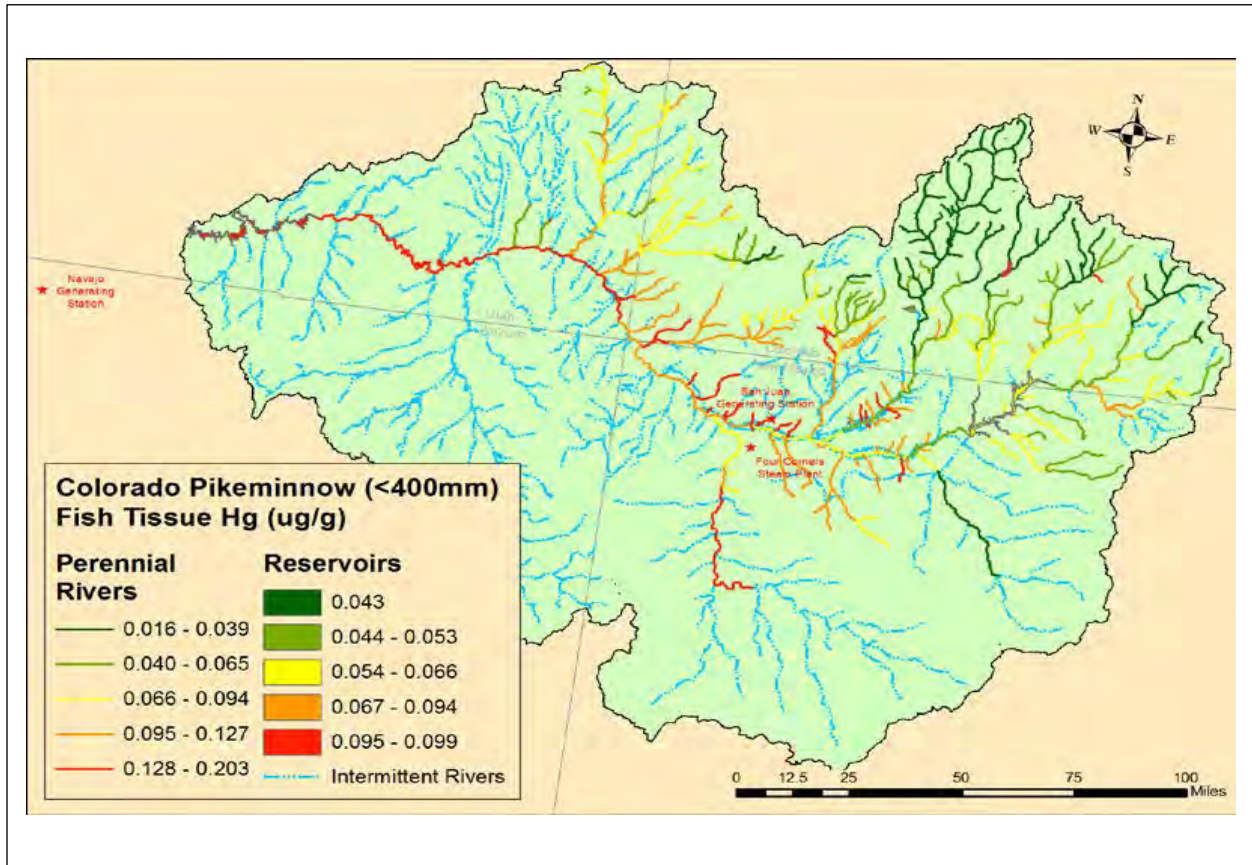 N
W
E
S
Navajo
Generating
Station
Utah
Arizona
Colorado
San Juan
Generating Station
Four Corners
Steam Plant
Colorado Pikeminnow (<400mm)
Fish Tissue Hg (ug/g)
Perennial
Rivers
0.016 - 0.039
0.040 - 0.065
0.066 - 0.094
0.095 - 0.127
0.128 - 0.203
Reservoirs
0.043
0.044 - 0.053
0.054 - 0.066
0.067 - 0.094
0.095 - 0.099
Intermittent Rivers
0 12.5 25 50 75 100
Miles